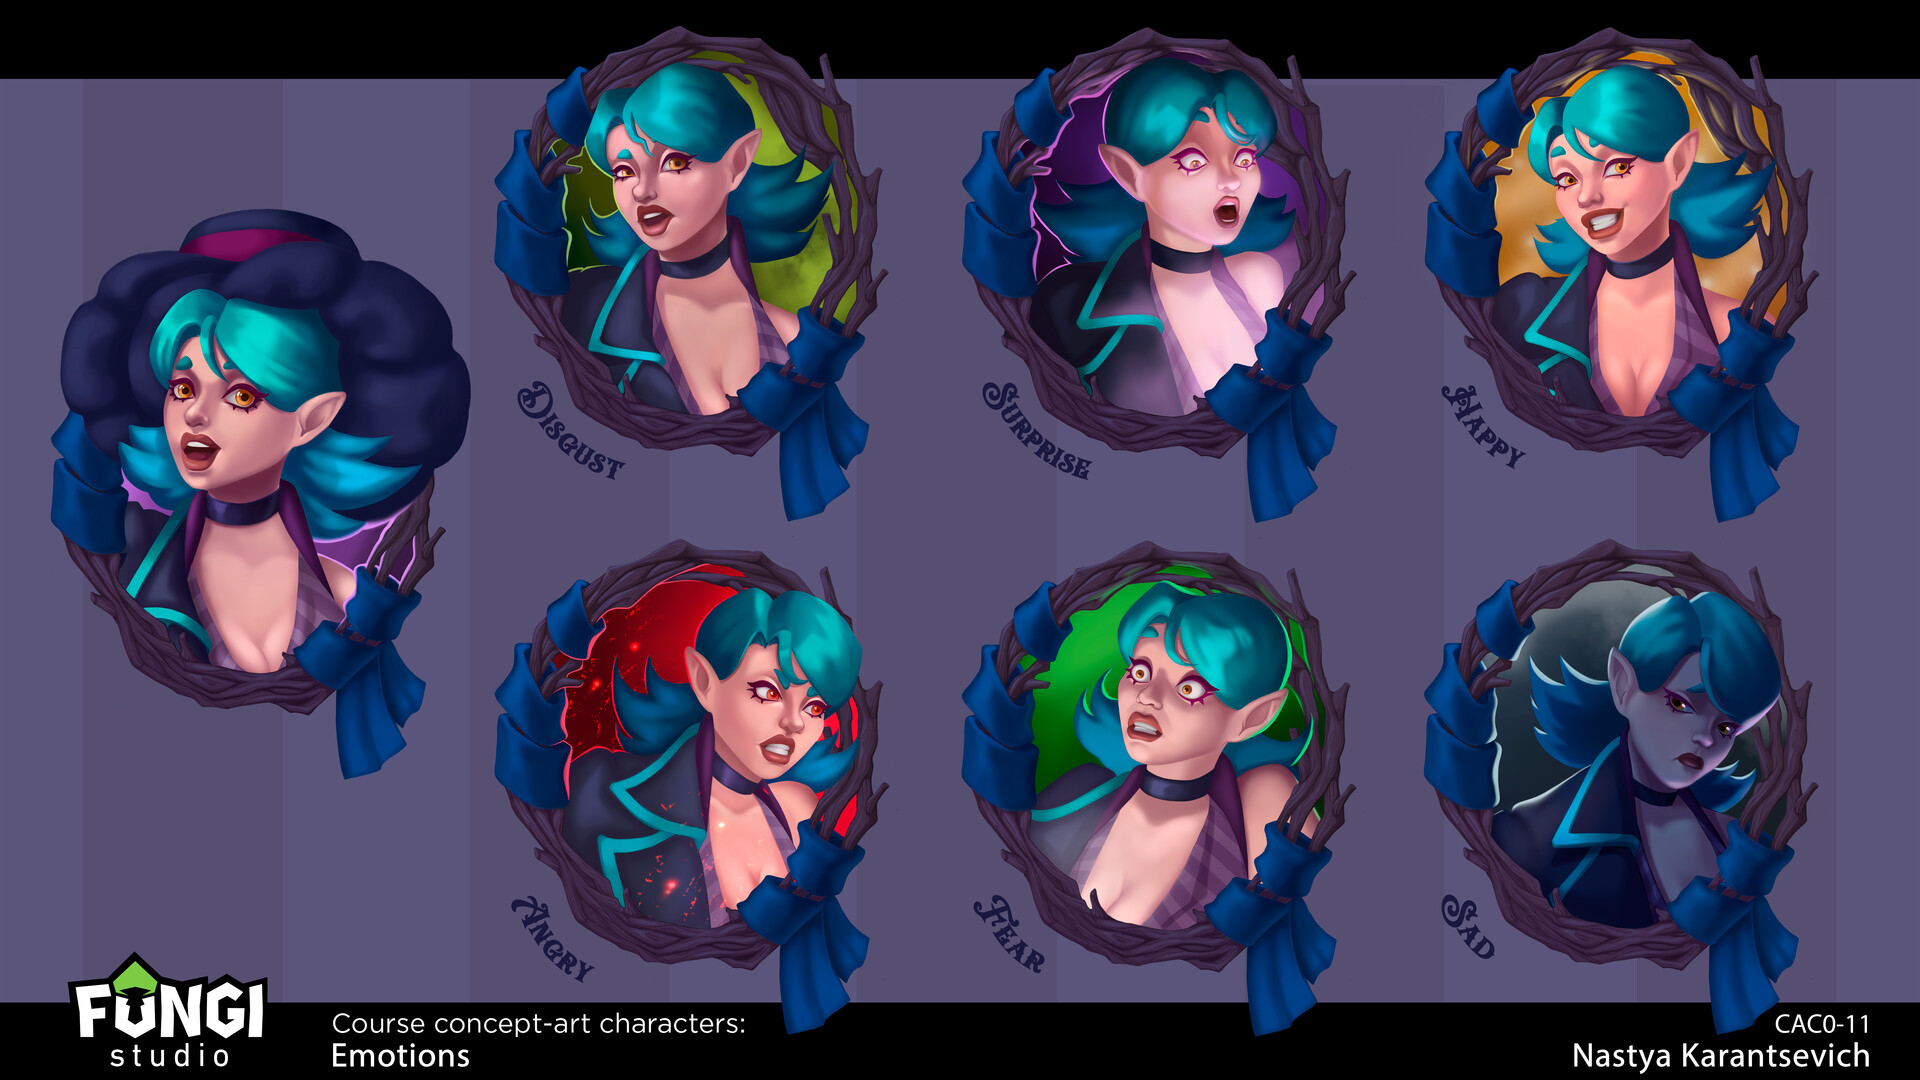 Disgust
Surprise
Happy
Angry
Fear
Sad
FUNGI
studio
Course concept-art characters:
Emotions
CAC0-11
Nastya Karantsevich